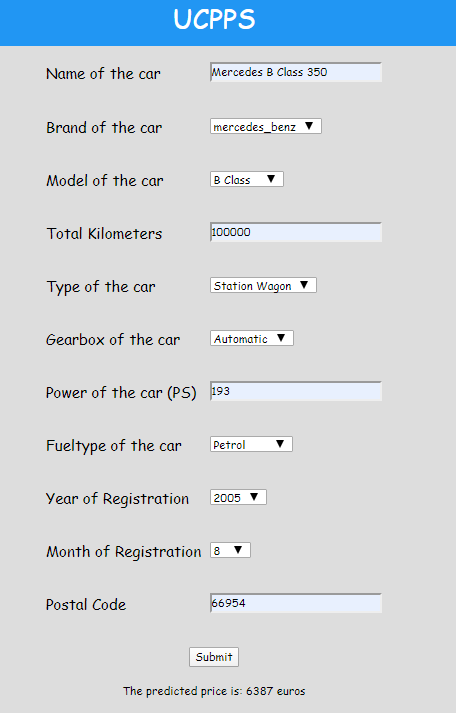 UCPPS
Name of the car Mercedes B Class 350
Brand of the car mercedes_benz
Model of the car B Class
Total Kilometers 100000
Type of the car Station Wagon
Gearbox of the car Automatic
Power of the car (PS) 193
Fueltype of the car Petrol
Year of Registration 2005
Month of Registration 8
Postal Code 66954
Submit
The predicted price is: 6387 euros